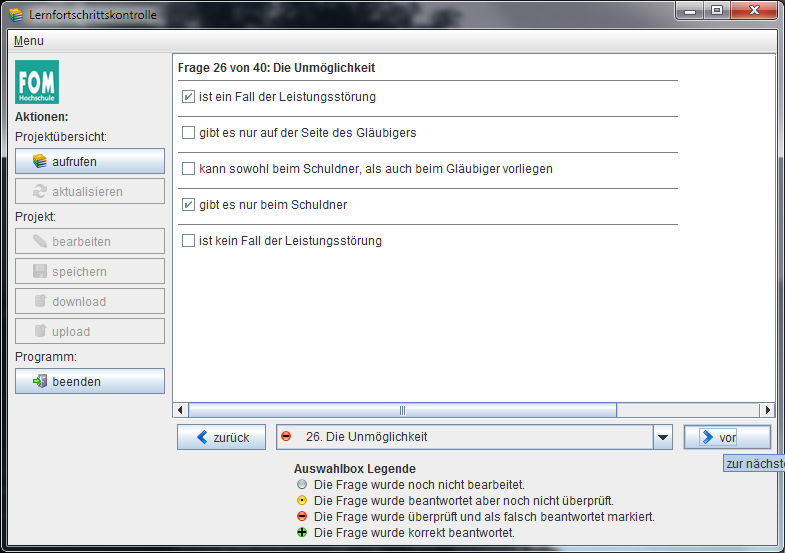 Lernfortschrittskontrolle
Menu
FOM
Hochschule
Aktionen:
Projektübersicht:
aufrufen
aktualisieren
Projekt:
bearbeiten
speichern
download
upload
Programm:
beenden
Frage 26 von 40: Die Unmöglichkeit
ist ein Fall der Leistungsstörung
gibt es nur auf der Seite des Gläubigers
kann sowohl beim Schuldner, als auch beim Gläubiger vorliegen
gibt es nur beim Schuldner
ist kein Fall der Leistungsstörung
zurück
26. Die Unmöglichkeit
vor
zur nächste
Auswahlbox Legende
Die Frage wurde noch nicht bearbeitet.
Die Frage wurde beantwortet aber noch nicht überprüft.
Die Frage wurde überprüft und als falsch beantwortet markiert.
Die Frage wurde korrekt beantwortet.